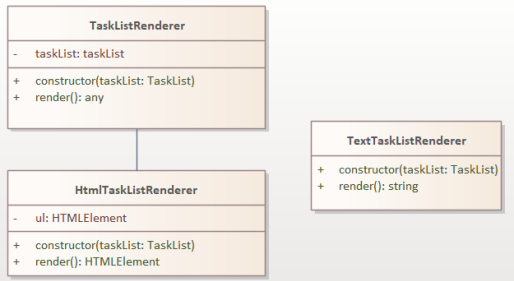 TaskListRenderer
- taskList: taskList
+ constructor(taskList: TaskList)
+ render(): any
HtmlTaskListRenderer
- ul: HTMLElement
+ constructor(taskList: TaskList)
+ render(): HTMLElement
TextTaskListRenderer
+ constructor(taskList: TaskList)
+ render(): string